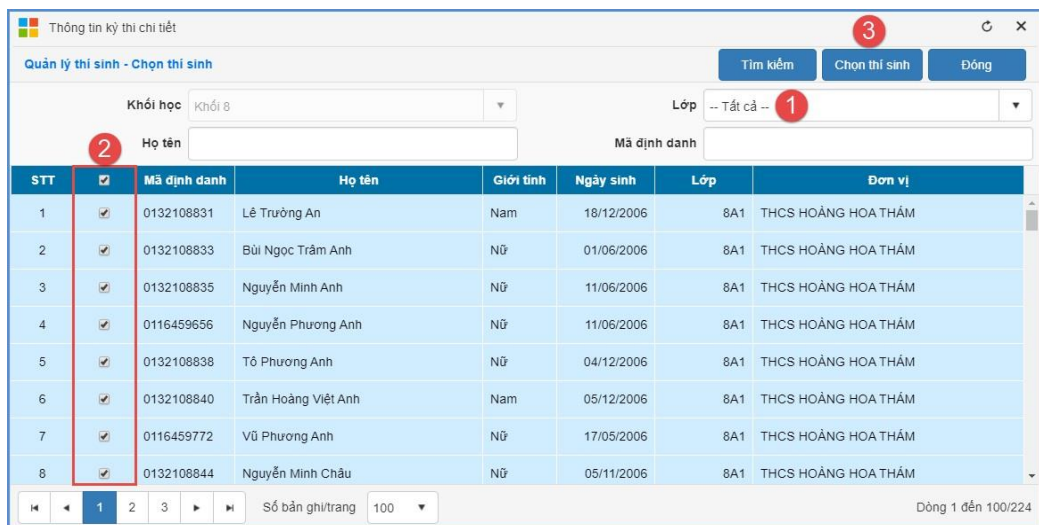 Thông tin kỳ thi chi tiết
3
Quản lý thí sinh - Chọn thí sinh Tìm kiếm Chọn thí sinh Đóng
Khối học Khối 8 Lớp -- Tất cả -- 1
2 Họ tên Mã định danh
STT Mã định danh Họ tên Giới tính Ngày sinh Lớp Đơn vị
1 0132108831 Lê Trường An Nam 18/12/2006 8A1 THCS HOÀNG HOA THÁM
2 0132108833 Bùi Ngọc Trâm Anh Nữ 01/06/2006 8A1 THCS HOÀNG HOA THÁM
3 0132108835 Nguyễn Minh Anh Nữ 11/06/2006 8A1 THCS HOÀNG HOA THÁM
4 0116459656 Nguyễn Phương Anh Nữ 11/06/2006 8A1 THCS HOÀNG HOA THÁM
5 0132108838 Tô Phương Anh Nữ 04/12/2006 8A1 THCS HOÀNG HOA THÁM
6 0132108840 Trần Hoàng Việt Anh Nam 05/12/2006 8A1 THCS HOÀNG HOA THÁM
7 0116459772 Vũ Phương Anh Nữ 17/05/2006 8A1 THCS HOÀNG HOA THÁM
8 0132108844 Nguyễn Minh Châu Nữ 05/11/2006 8A1 THCS HOÀNG HOA THÁM
1 2 3 Số bản ghi/trang 100 Dòng 1 đến 100/224